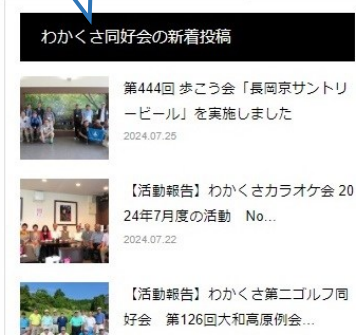 わかくさ同好会の新着投稿
第444回 歩こう会「長岡京サントリ
ービール」を実施しました
2024.07.25
【活動報告】わかくさカラオケ会 20
24年7月度の活動　No...
2024.07.22
【活動報告】わかくさ第二ゴルフ同
好会　第126回大和高原例会...